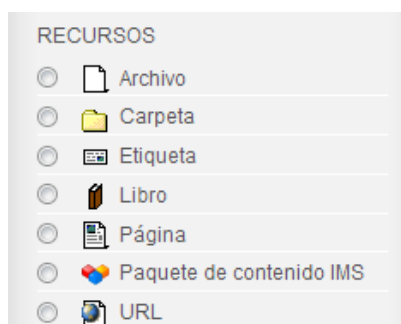 RECURSOS
Archivo
Carpeta
Etiqueta
Libro
Página
Paquete de contenido IMS
URL